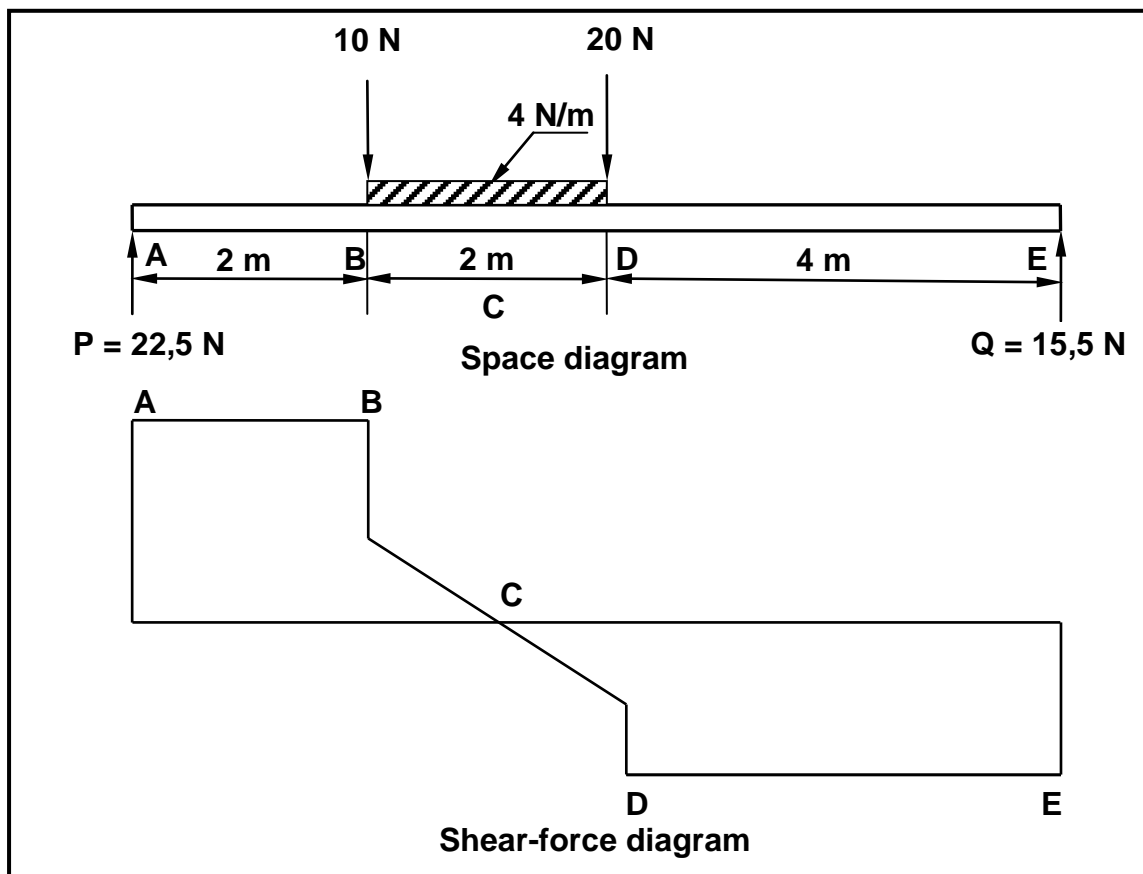 10 N 20 N
4 N/m
A 2 m B 2 m D 4 m E
C
P = 22,5 N Q = 15,5 N
Space diagram
A B
C
D E
Shear-force diagram